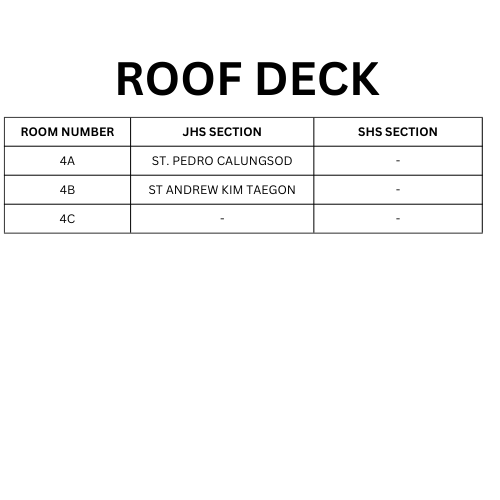 ROOF DECK
ROOM NUMBER JHS SECTION SHS SECTION
4A ST. PEDRO CALUNGSOD -
4B ST ANDREW KIM TAEGON -
4C - -